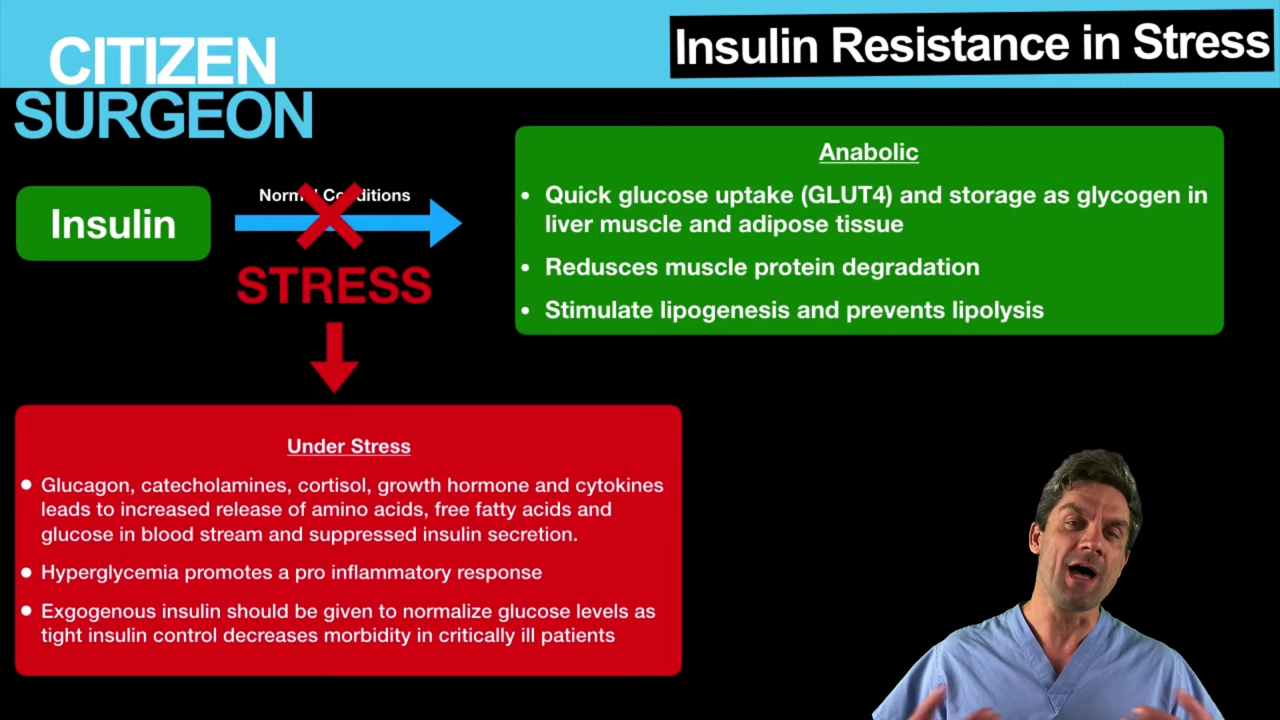 CITIZEN
SURGEON
Insulin Resistance in Stress
Insulin
Normal Conditions
STRESS
Anabolic
• Quick glucose uptake (GLUT4) and storage as glycogen in
liver muscle and adipose tissue
• Redusces muscle protein degradation
• Stimulate lipogenesis and prevents lipolysis
Under Stress
• Glucagon, catecholamines, cortisol, growth hormone and cytokines
leads to increased release of amino acids, free fatty acids and
glucose in blood stream and suppressed insulin secretion.
• Hyperglycemia promotes a pro inflammatory response
• Exgogenous insulin should be given to normalize glucose levels as
tight insulin control decreases morbidity in critically ill patients